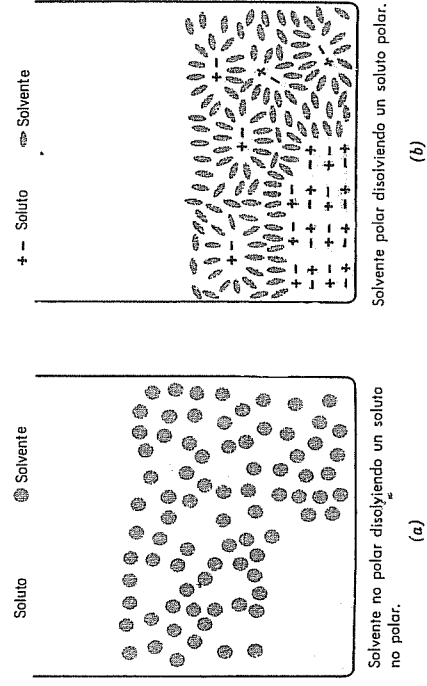 Soluto Solvente
Solvente no polar disolviendo un soluto
no polar.
(a)
+ − Soluto Solvente
Solvente polar disolviendo un soluto polar.
(b)